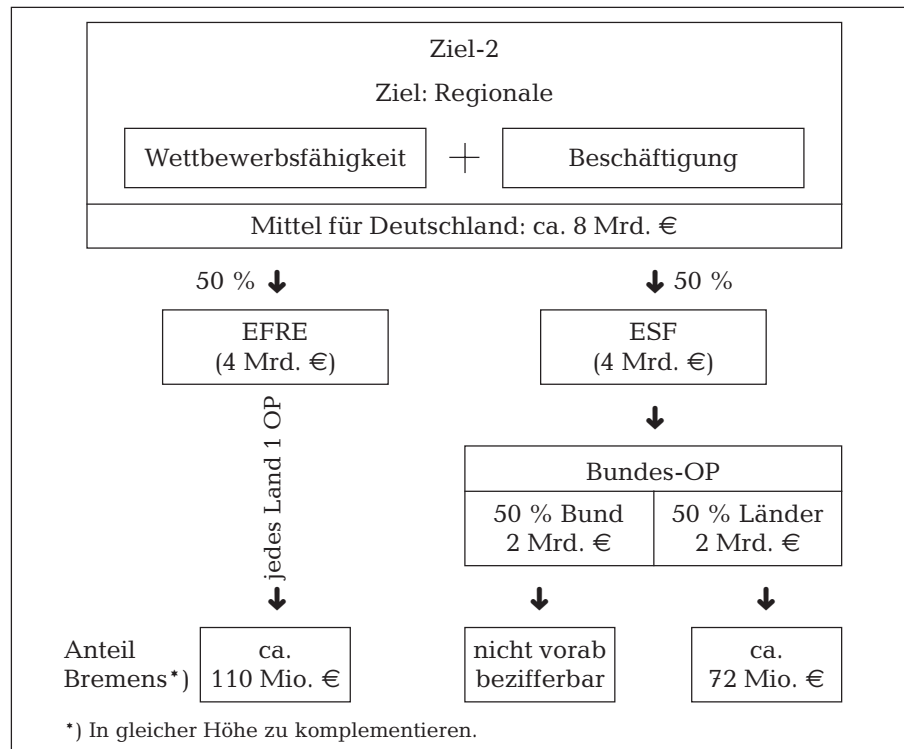 Ziel-2
Ziel: Regionale
Wettbewerbsfähigkeit + Beschäftigung
Mittel für Deutschland: ca. 8 Mrd. €
50 % 50 %
EFRE
(4 Mrd. €)
ESF
(4 Mrd. €)
jedes Land 1 OP
Bundes-OP
50 % Bund
2 Mrd. €
50 % Länder
2 Mrd. €
Anteil
Bremens*)
ca.
110 Mio. €
nicht vorab
bezifferbar
ca.
72 Mio. €
*) In gleicher Höhe zu komplementieren.